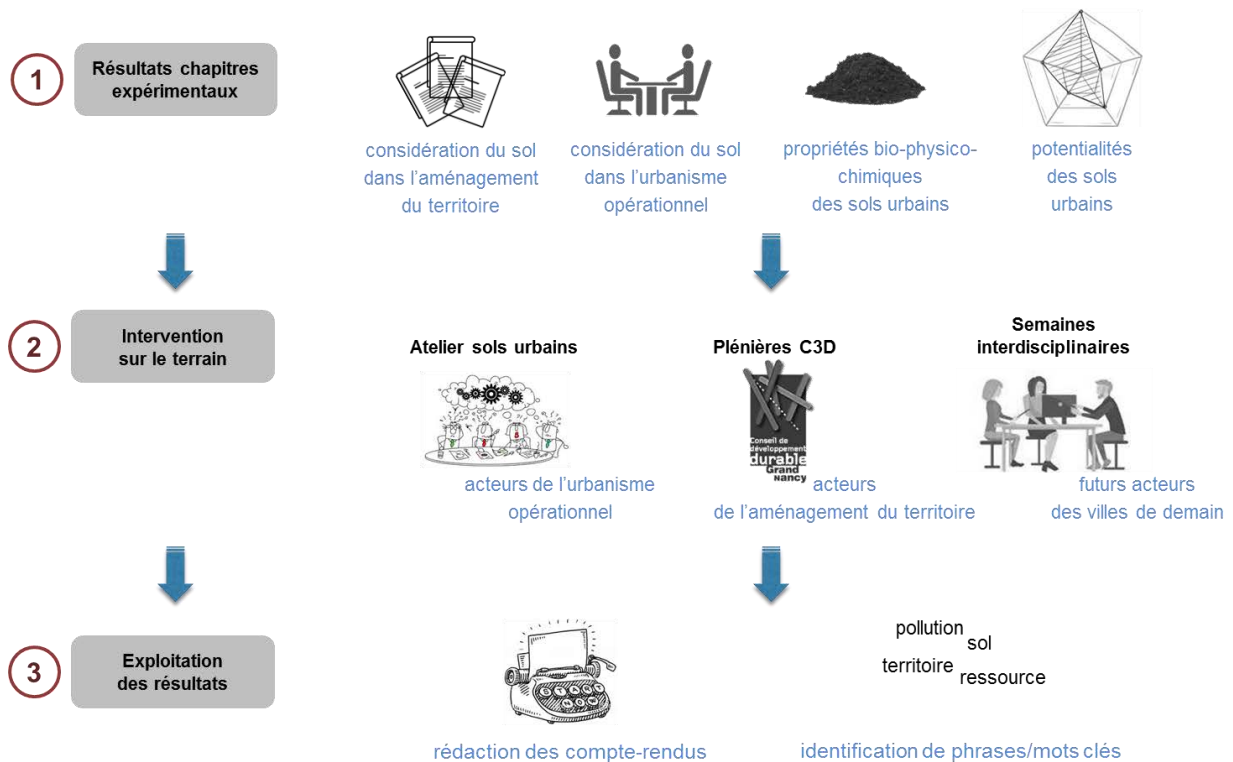 1
Résultats chapitres
expérimentaux
considération du sol
dans l'aménagement
du territoire
considération du sol
dans l'urbanisme
opérationnel
propriétés bio-physico-
chimiques
des sols urbains
potentialités
des sols
urbains
2
Intervention
sur le terrain
Atelier sols urbains
acteurs de l'urbanisme
opérationnel
Plénières C3D
Conseil de
développement
durable
Grand
Nancy
acteurs
de l'aménagement du territoire
Semaines
interdisciplinaires
futurs acteurs
des villes de demain
3
Exploitation
des résultats
START
NOW
rédaction des compte-rendus
pollution
sol
territoire
ressource
identification de phrases/mots clés